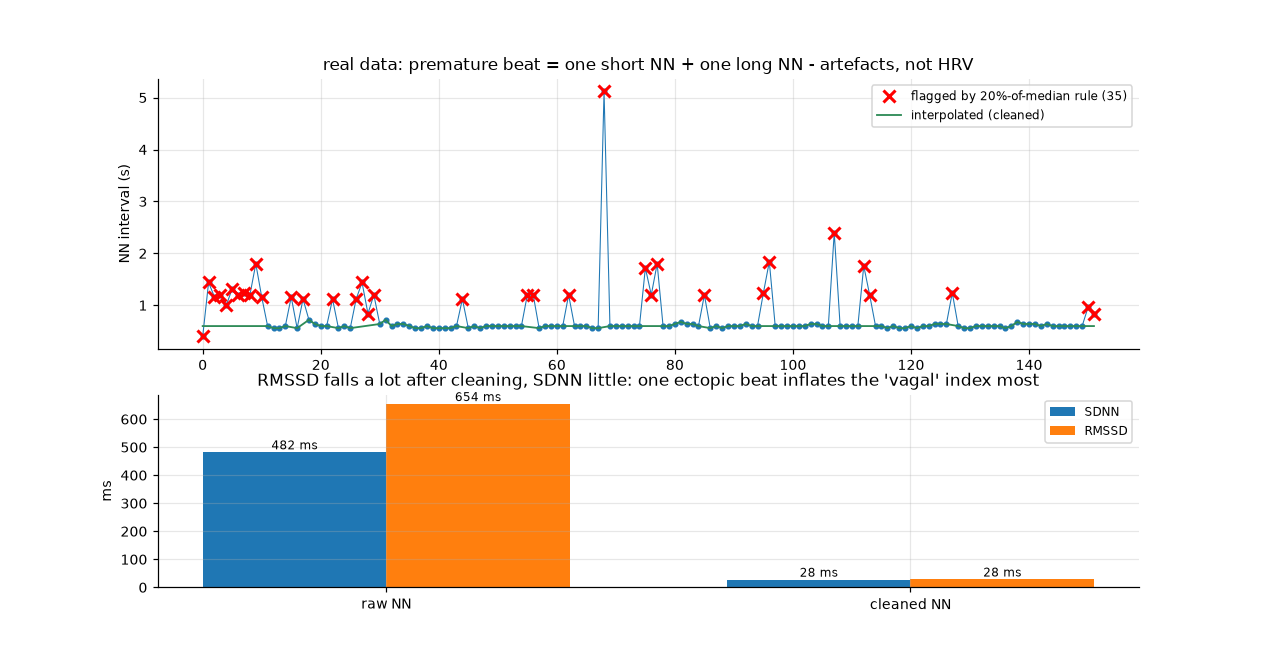 real data: premature beat = one short NN + one long NN - artefacts, not HRV
flagged by 20%-of-median rule (35)
interpolated (cleaned)
NN interval (s)
5
4
3
2
1
0
20
40
60
80
100
120
140
RMSSD falls a lot after cleaning, SDNN little: one ectopic beat inflates the 'vagal' index most
SDNN
RMSSD
ms
600
500
400
300
200
100
0
482 ms
654 ms
28 ms
28 ms
raw NN
cleaned NN